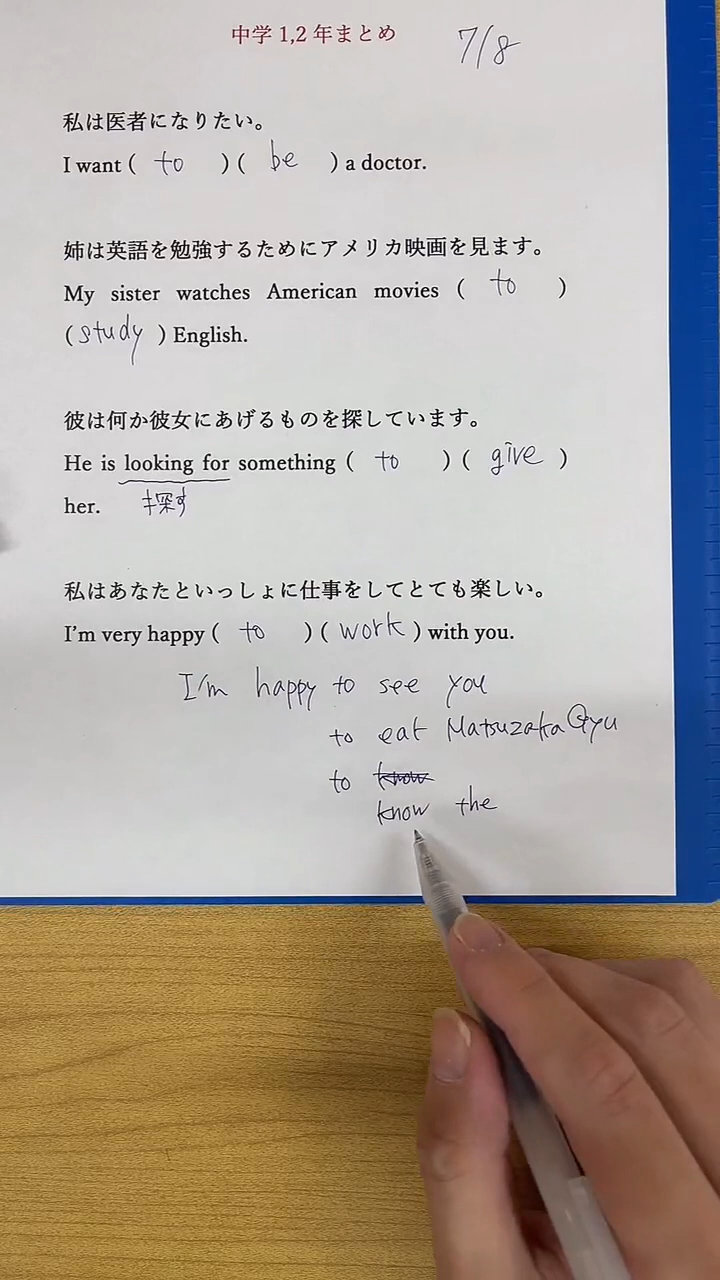 中学1,2年まとめ 7/8
私は医者になりたい。
I want ( to )( be ) a doctor.
姉は英語を勉強するためにアメリカ映画を見ます。
My sister watches American movies ( to )
(study ) English.
彼は何か彼女にあげるものを探しています。
He is looking for something ( to )( give )
her. 探す
私はあなたといっしょに仕事をしてとても楽しい。
I'm very happy ( to )( work ) with you.
I'm happy to see you
to eat Matsuzaka Gyu
to know
know the